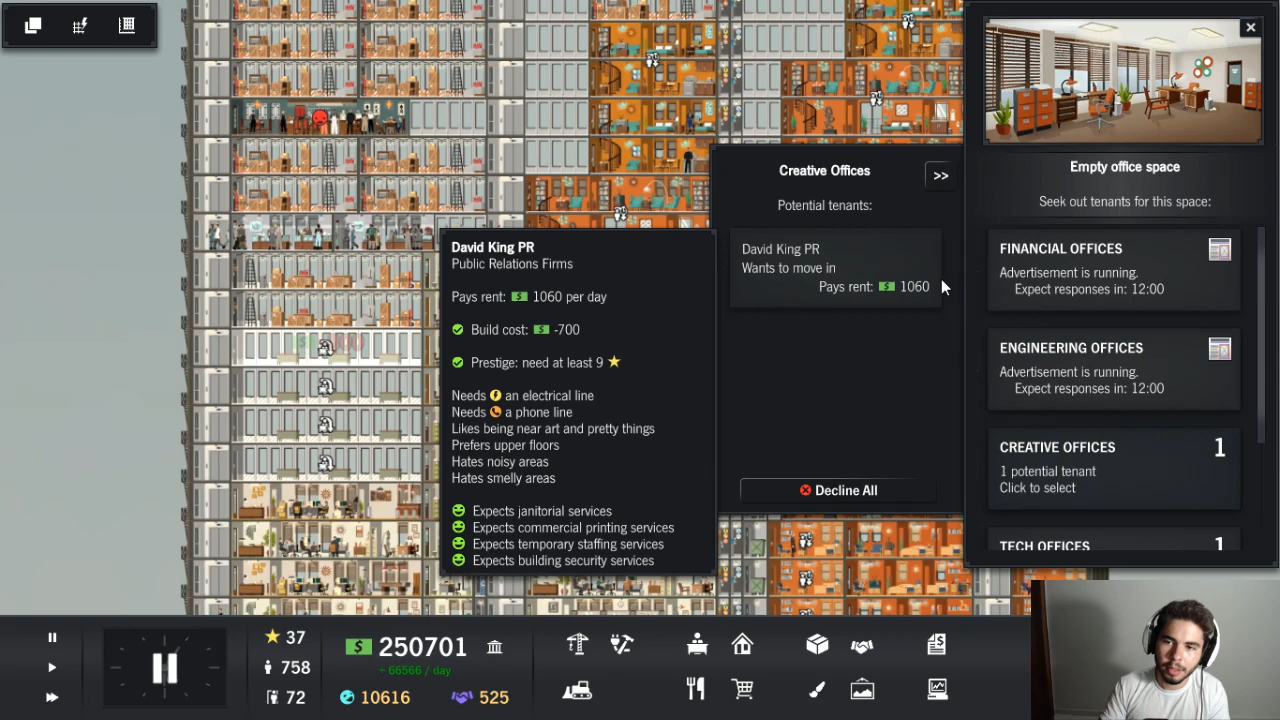 Empty office space
Seek out tenants for this space:
FINANCIAL OFFICES
Advertisement is running.
Expect responses in: 12:00
ENGINEERING OFFICES
Advertisement is running.
Expect responses in: 12:00
CREATIVE OFFICES 1
1 potential tenant
Click to select
TECH OFFICES 1
Creative Offices >>
Potential tenants:
David King PR
Wants to move in
Pays rent: $ 1060
Decline All
David King PR
Public Relations Firms
Pays rent: $ 1060 per day
Build cost: $ -700
Prestige: need at least 9
Needs an electrical line
Needs a phone line
Likes being near art and pretty things
Prefers upper floors
Hates noisy areas
Hates smelly areas
Expects janitorial services
Expects commercial printing services
Expects temporary staffing services
Expects building security services
37
758
72
$ 250701
+ 66566 / day
10616
525